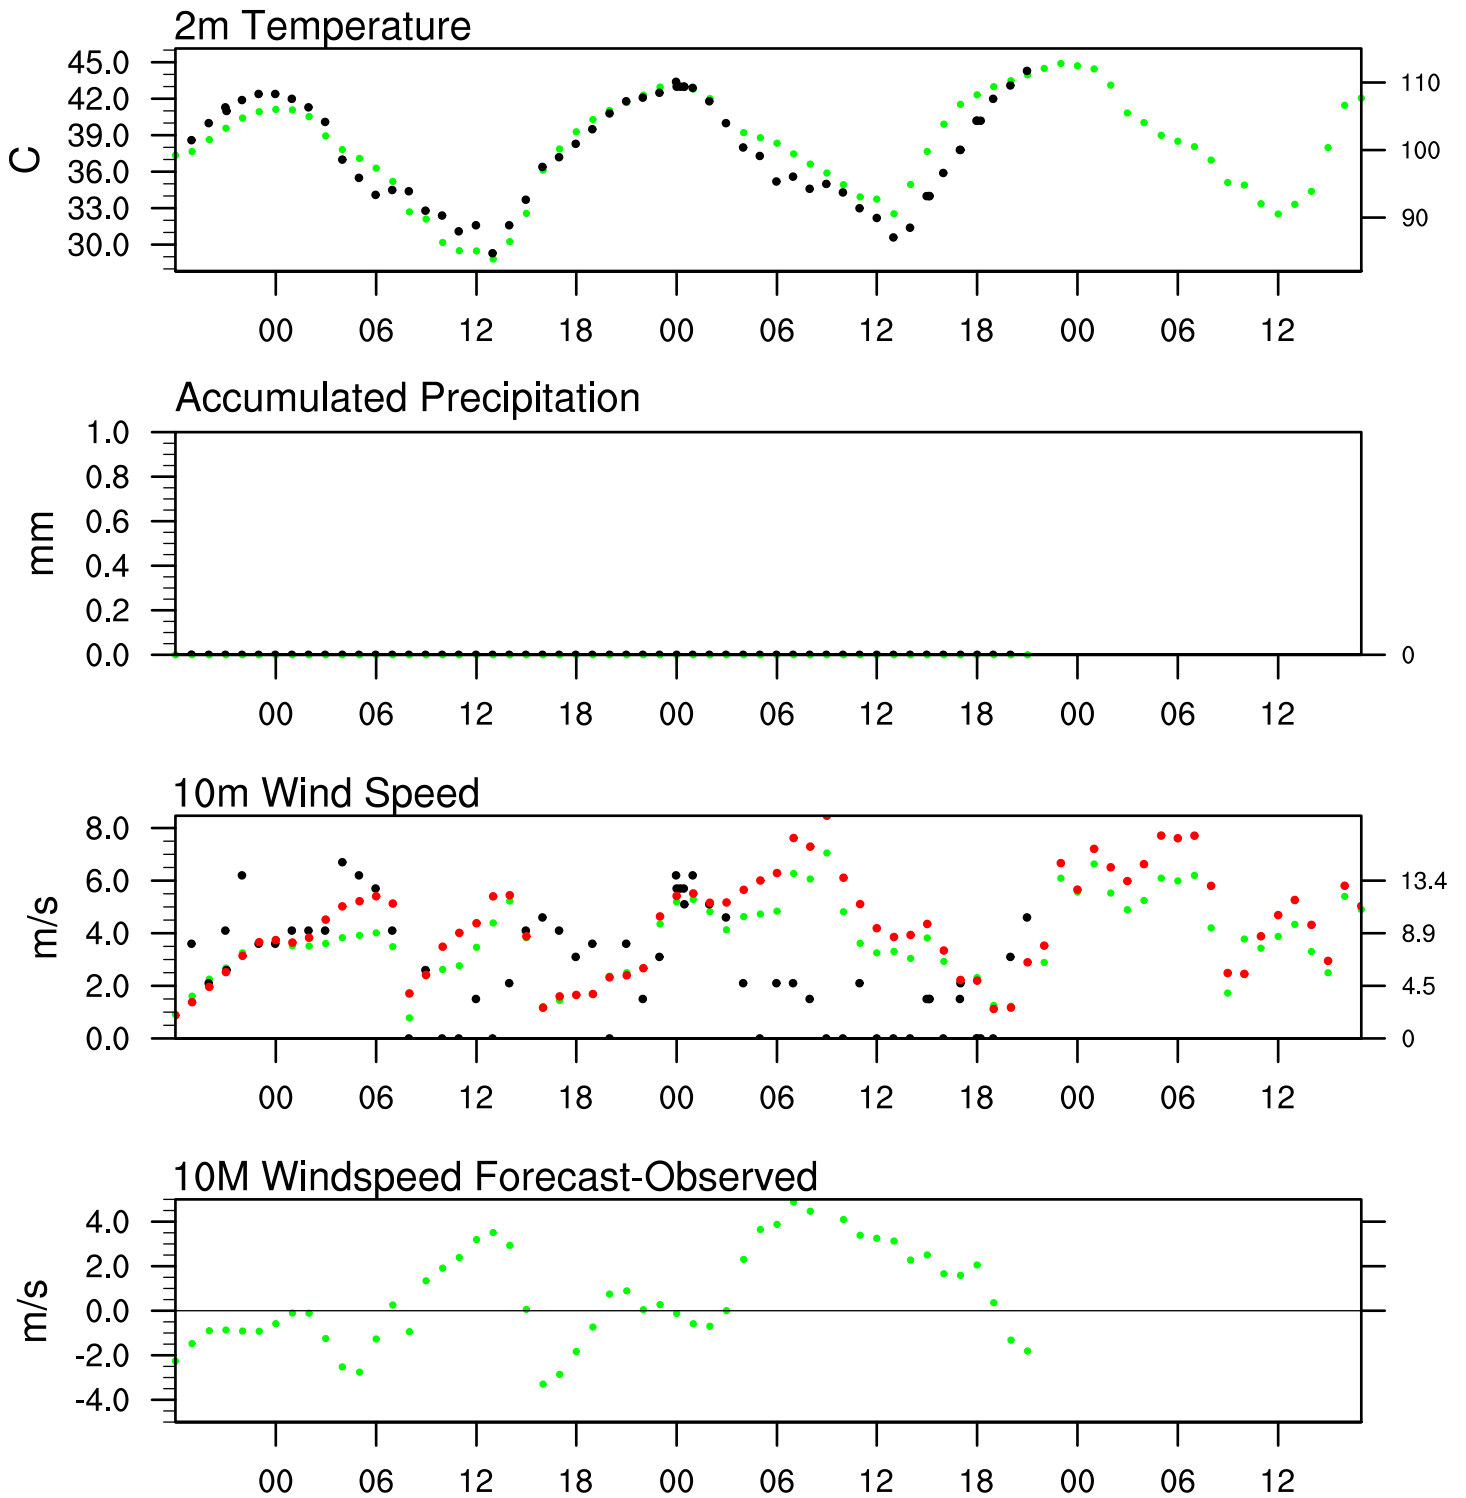 2m Temperature
45.0
42.0
39.0
36.0
33.0
30.0
C
110
100
90
00 06 12 18 00 06 12 18 00 06 12
Accumulated Precipitation
1.0
0.8
0.6
0.4
0.2
0.0
mm
0
00 06 12 18 00 06 12 18 00 06 12
10m Wind Speed
8.0
6.0
4.0
2.0
0.0
m/s
13.4
8.9
4.5
0
00 06 12 18 00 06 12 18 00 06 12
10M Windspeed Forecast-Observed
4.0
2.0
0.0
-2.0
-4.0
m/s
00 06 12 18 00 06 12 18 00 06 12